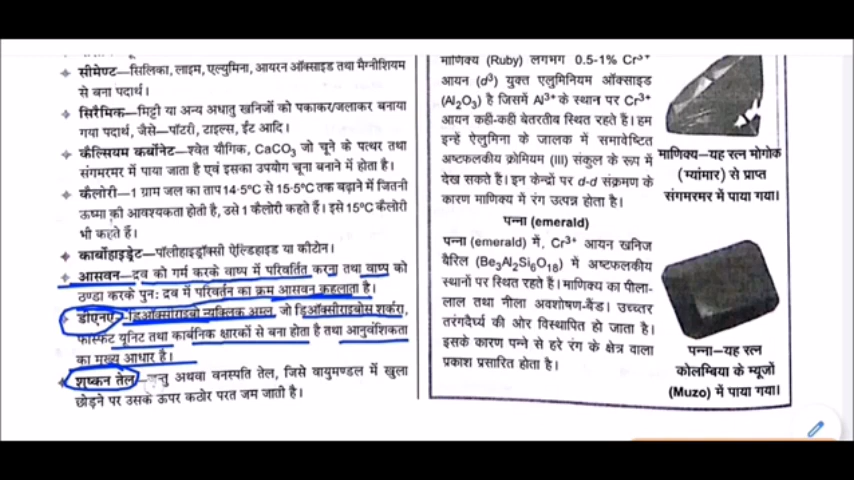 ❖ सीमेण्ट—सिलिका, लाइम, एल्युमिना, आयरन ऑक्साइड तथा मैग्नीशियम
से बना पदार्थ।
❖ सिरैमिक—मिट्टी या अन्य अधातु खनिजों को पकाकर/जलाकर बनाया
गया पदार्थ, जैसे—पॉटरी, टाइल्स, ईंट आदि।
❖ कैल्सियम कार्बोनेट—श्वेत यौगिक, CaCO₃ जो चूने के पत्थर तथा
संगमरमर में पाया जाता है एवं इसका उपयोग चूना बनाने में होता है।
❖ कैलोरी—1 ग्राम जल का ताप 14·5°C से 15·5°C तक बढ़ाने में जितनी
ऊष्मा की आवश्यकता होती है, उसे 1 कैलोरी कहते हैं। इसे 15°C कैलोरी
भी कहते हैं।
❖ कार्बोहाइड्रेट—पॉलीहाइड्रॉक्सी ऐल्डिहाइड या कीटोन।
❖ आसवन—द्रव को गर्म करके वाष्प में परिवर्तित करना तथा वाष्प को
ठण्डा करके पुनः द्रव में परिवर्तन का क्रम आसवन कहलाता है।
❖ डीएनए—डिऑक्सीराइबो न्यूक्लिक अम्ल, जो डिऑक्सीराइबोस शर्करा,
फॉस्फेट यूनिट तथा कार्बनिक क्षारकों से बना होता है तथा आनुवंशिकता
का मुख्य आधार है।
❖ शुष्कन तेल— अथवा वनस्पति तेल, जिसे वायुमण्डल में खुला
छोड़ने पर उसके ऊपर कठोर परत जम जाती है।
माणिक्य (Ruby) लगभग 0.5-1% Cr³⁺
आयन (d³) युक्त एलुमिनियम ऑक्साइड
(Al₂O₃) है जिसमें Al³⁺ के स्थान पर Cr³⁺
आयन कही-कही बेतरतीब स्थित रहते हैं। हम
इन्हें ऐलुमिना के जालक में समावेष्टित
अष्टफलकीय क्रोमियम (III) संकुल के रूप में
देख सकते हैं। इन केन्द्रों पर d-d संक्रमण के
कारण माणिक्य में रंग उत्पन्न होता है।
माणिक्य—यह रत्न मोगोक
(म्यांमार) से प्राप्त
संगमरमर में पाया गया।
पन्ना (emerald)
पन्ना (emerald) में, Cr³⁺ आयन खनिज
बैरिल (Be₃Al₂Si₆O₁₈) में अष्टफलकीय
स्थानों पर स्थित रहते हैं। माणिक्य का पीला-
लाल तथा नीला अवशोषण-बैंड। उच्च्तर
तरंगदैर्ध्य की ओर विस्थापित हो जाता है।
इसके कारण पन्ने से हरे रंग के क्षेत्र वाला
प्रकाश प्रसारित होता है।
पन्ना—यह रत्न
कोलम्बिया के म्यूजों
(Muzo) में पाया गया।